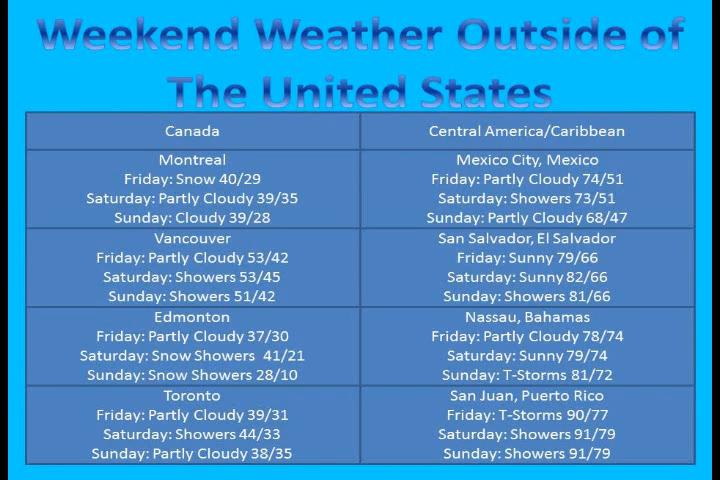 Weekend Weather Outside of
The United States
Canada
Central America/Caribbean
Montreal
Friday: Snow 40/29
Saturday: Partly Cloudy 39/35
Sunday: Cloudy 39/28
Mexico City, Mexico
Friday: Partly Cloudy 74/51
Saturday: Showers 73/51
Sunday: Partly Cloudy 68/47
Vancouver
Friday: Partly Cloudy 53/42
Saturday: Showers 53/45
Sunday: Showers 51/42
San Salvador, El Salvador
Friday: Sunny 79/66
Saturday: Sunny 82/66
Sunday: Showers 81/66
Edmonton
Friday: Partly Cloudy 37/30
Saturday: Snow Showers 41/21
Sunday: Snow Showers 28/10
Nassau, Bahamas
Friday: Partly Cloudy 78/74
Saturday: Sunny 79/74
Sunday: T-Storms 81/72
Toronto
Friday: Partly Cloudy 39/31
Saturday: Showers 44/33
Sunday: Partly Cloudy 38/35
San Juan, Puerto Rico
Friday: T-Storms 90/77
Saturday: Showers 91/79
Sunday: Showers 91/79